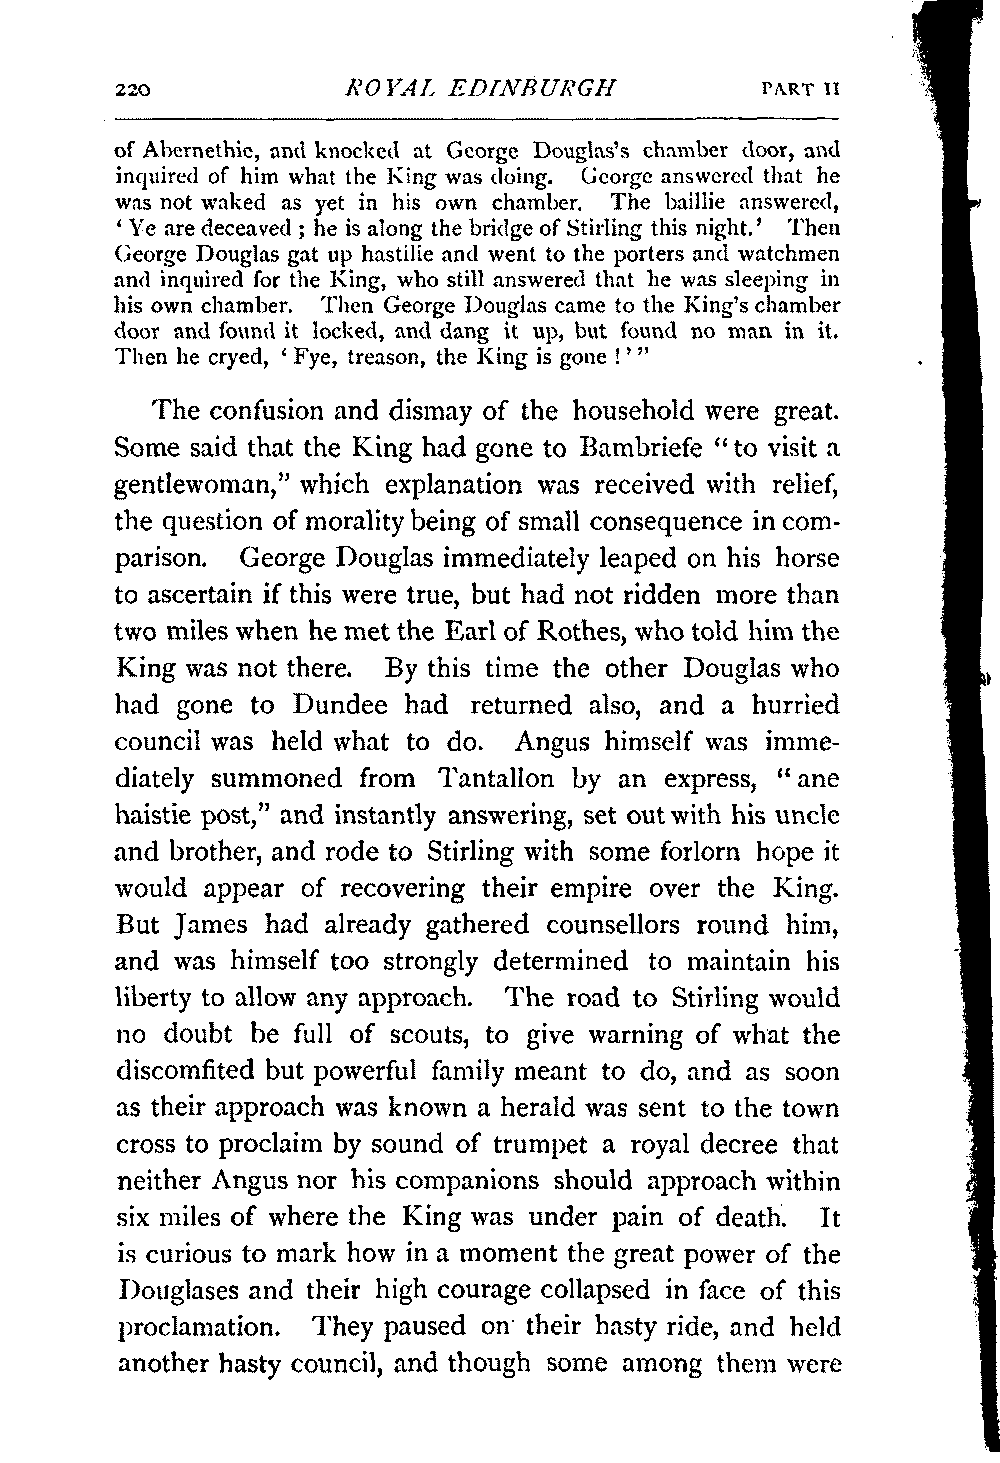 220 ROYAL EDINBURGH PART II
of Abernethie, and knocked at George Douglas's chamber door, and
inquired of him what the King was doing. George answered that he
was not waked as yet in his own chamber. The baillie answered,
‘Ye are deceaved ; he is along the bridge of Stirling this night.’ Then
George Douglas gat up hastilie and went to the porters and watchmen
and inquired for the King, who still answered that he was sleeping in
his own chamber. Then George Douglas came to the King's chamber
door and found it locked, and dang it up, but found no man in it.
Then he cryed, ‘Fye, treason, the King is gone !’”
The confusion and dismay of the household were great.
Some said that the King had gone to Bambriefe “to visit a
gentlewoman,” which explanation was received with relief,
the question of morality being of small consequence in com-
parison. George Douglas immediately leaped on his horse
to ascertain if this were true, but had not ridden more than
two miles when he met the Earl of Rothes, who told him the
King was not there. By this time the other Douglas who
had gone to Dundee had returned also, and a hurried
council was held what to do. Angus himself was imme-
diately summoned from Tantallon by an express, “ane
haistie post,” and instantly answering, set out with his uncle
and brother, and rode to Stirling with some forlorn hope it
would appear of recovering their empire over the King.
But James had already gathered counsellors round him,
and was himself too strongly determined to maintain his
liberty to allow any approach. The road to Stirling would
no doubt be full of scouts, to give warning of what the
discomfited but powerful family meant to do, and as soon
as their approach was known a herald was sent to the town
cross to proclaim by sound of trumpet a royal decree that
neither Angus nor his companions should approach within
six miles of where the King was under pain of death. It
is curious to mark how in a moment the great power of the
Douglases and their high courage collapsed in face of this
proclamation. They paused on their hasty ride, and held
another hasty council, and though some among them were